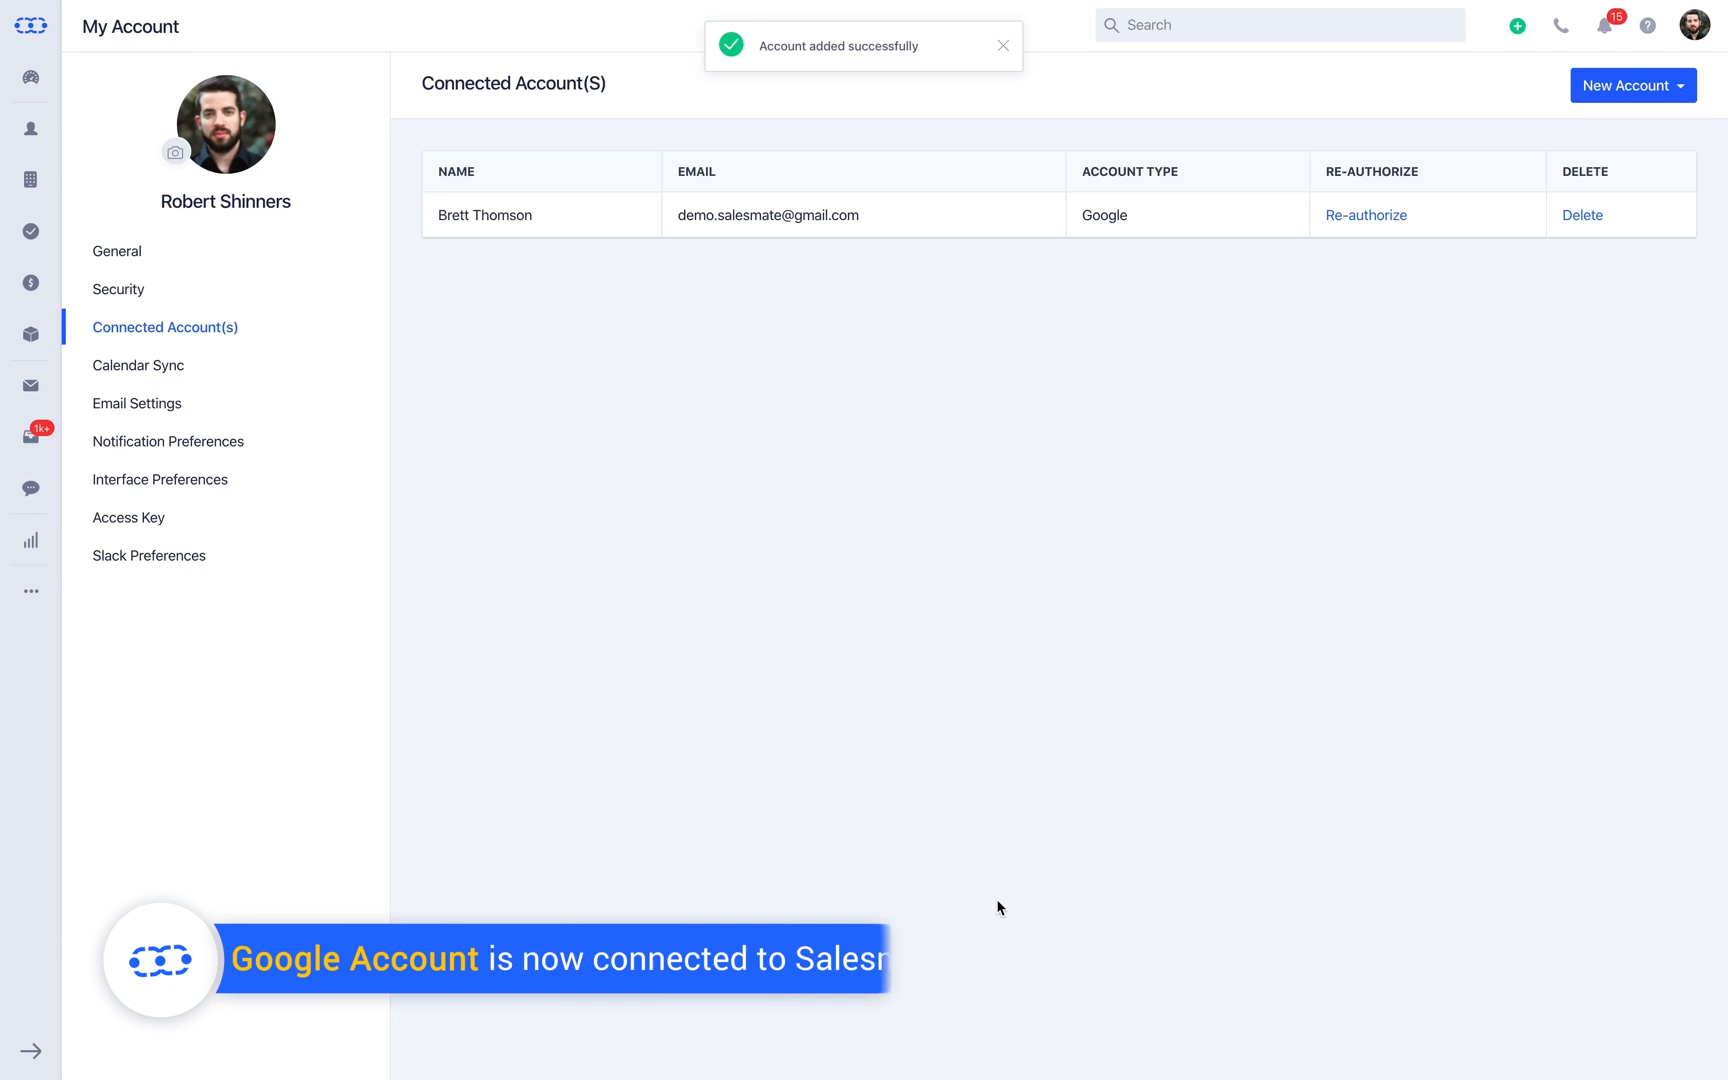 My Account
Account added successfully
Search
15
Connected Account(S)
New Account
Robert Shinners
General
Security
Connected Account(s)
Calendar Sync
Email Settings
Notification Preferences
Interface Preferences
Access Key
Slack Preferences
1k+
NAME EMAIL ACCOUNT TYPE RE-AUTHORIZE DELETE
Brett Thomson demo.salesmate@gmail.com Google Re-authorize Delete
Google Account is now connected to